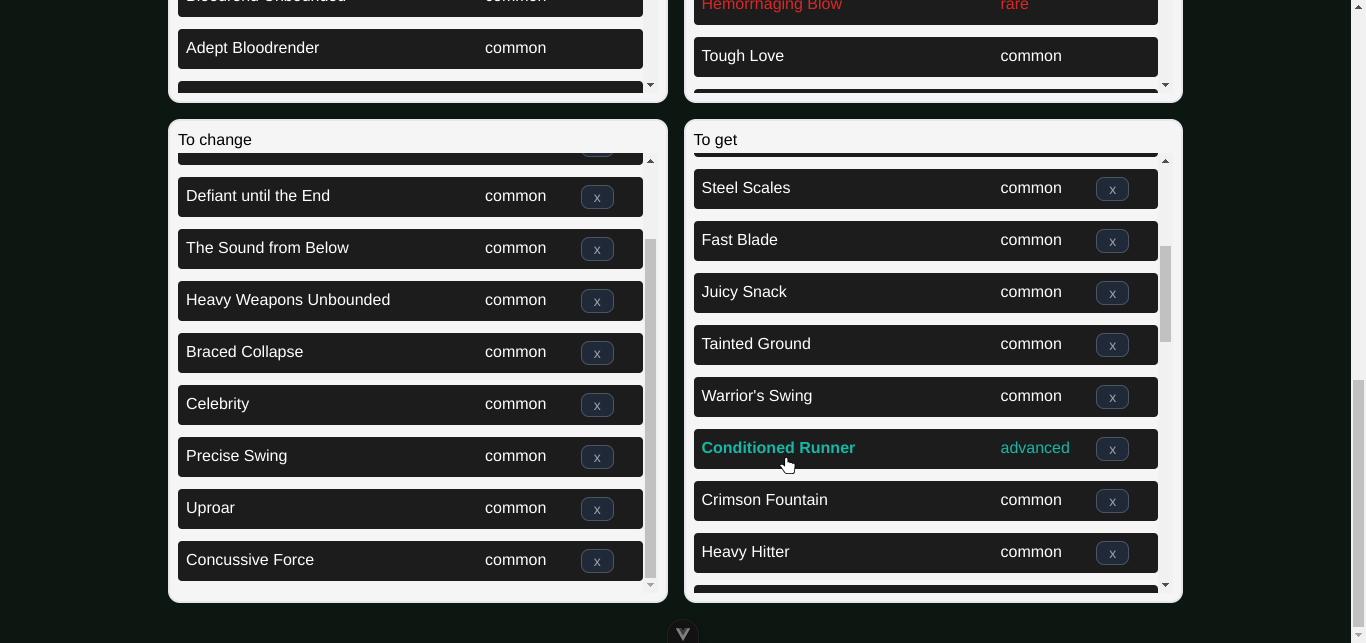 Adept Bloodrender common
Hemorrhaging Blow rare
Tough Love common
To change
Defiant until the End common x
The Sound from Below common x
Heavy Weapons Unbounded common x
Braced Collapse common x
Celebrity common x
Precise Swing common x
Uproar common x
Concussive Force common x
To get
Steel Scales common x
Fast Blade common x
Juicy Snack common x
Tainted Ground common x
Warrior's Swing common x
Conditioned Runner advanced x
Crimson Fountain common x
Heavy Hitter common x